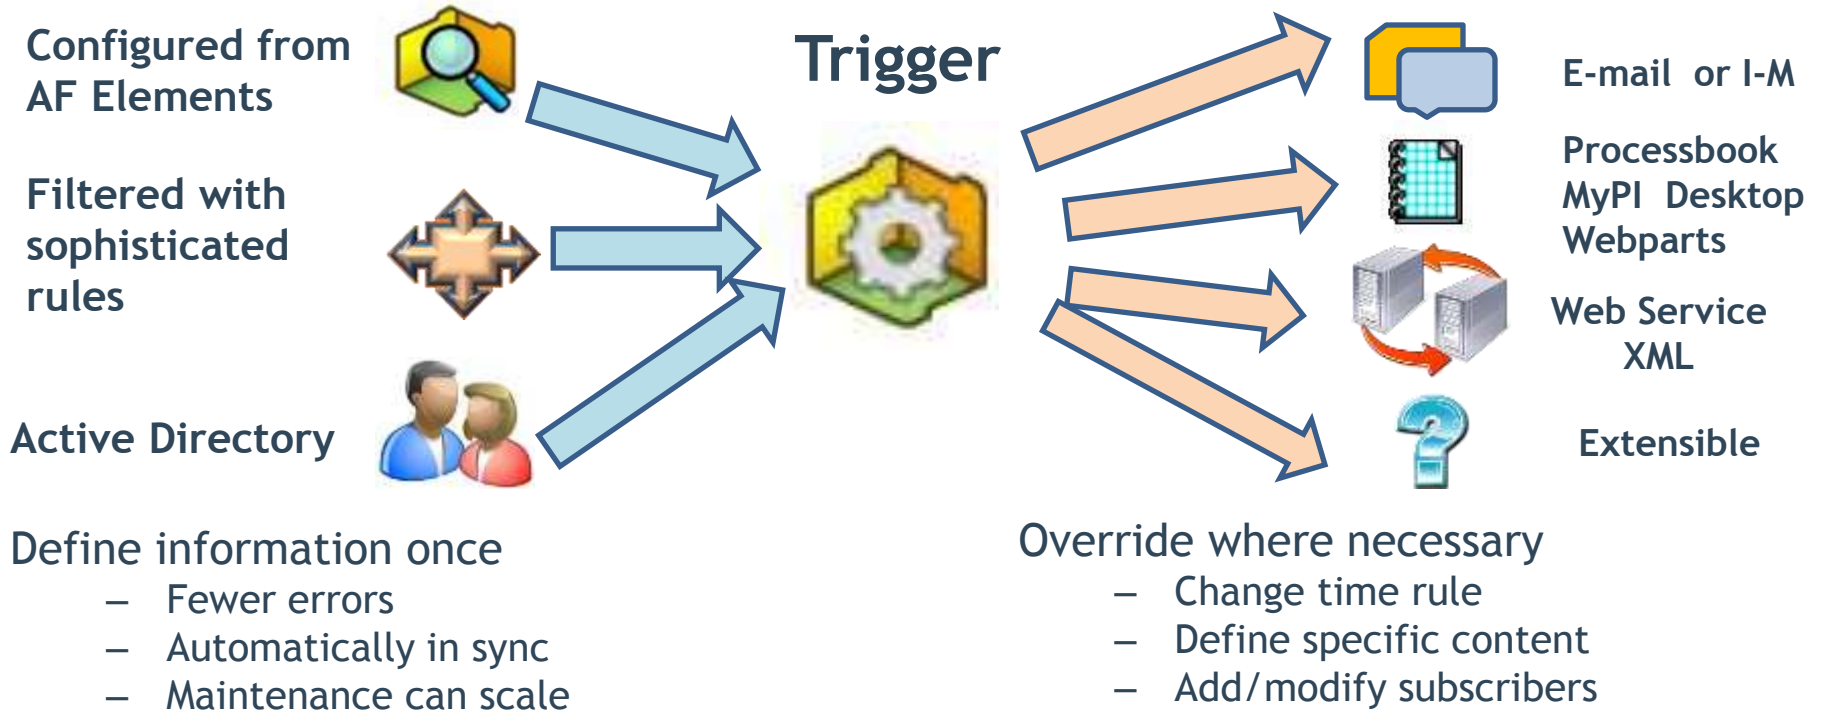 Configured from
AF Elements
Filtered with
sophisticated
rules
Active Directory
Trigger
E-mail or I-M
Processbook
MyPI Desktop
Webparts
Web Service
XML
Extensible
Define information once
– Fewer errors
– Automatically in sync
– Maintenance can scale
Override where necessary
– Change time rule
– Define specific content
– Add/modify subscribers